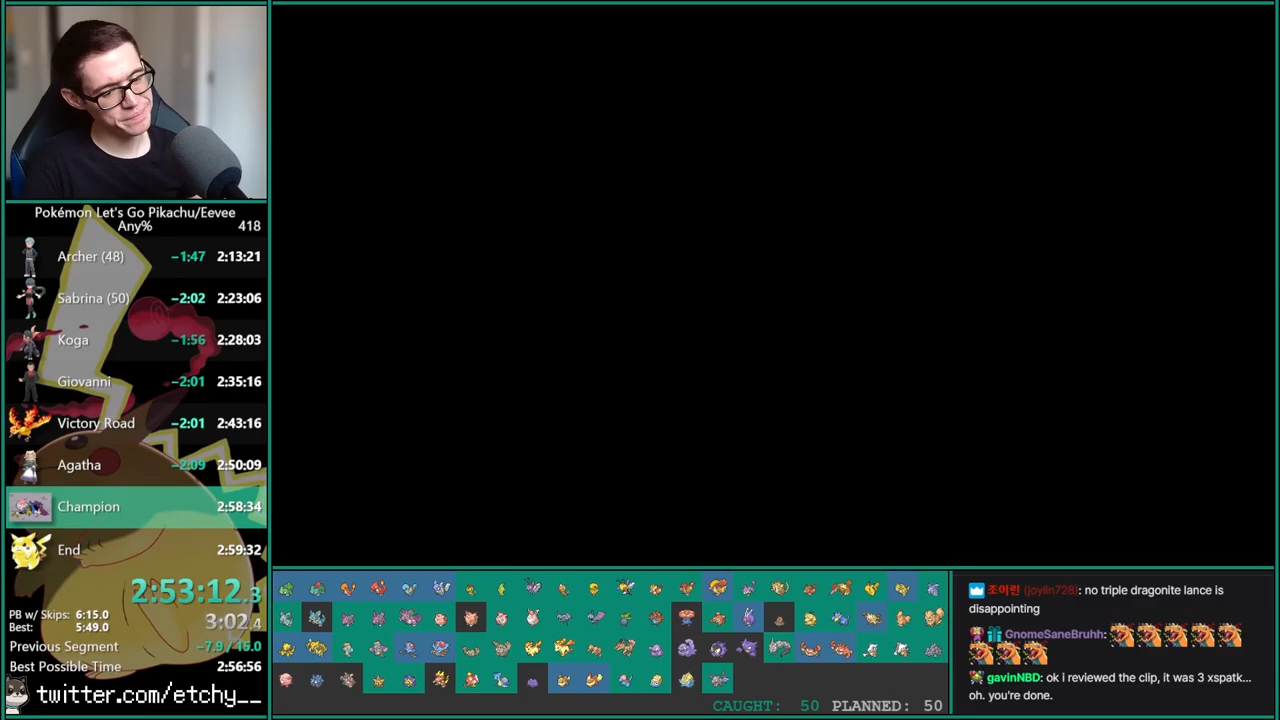 Pokémon Let's Go Pikachu/Eevee
Any% 418
Archer (48) −1:47 2:13:21
Sabrina (50) −2:02 2:23:06
Koga −1:56 2:28:03
Giovanni −2:01 2:35:16
Victory Road −2:01 2:43:16
Agatha −2:09 2:50:09
Champion 2:58:34
End 2:59:32
2:53:12.3
PB w/ Skips: 6:15.0
Best: 5:49.0
3:02.4
Previous Segment −7.9 / 15.0
Best Possible Time 2:56:56
twitter.com/etchy__
CAUGHT: 50 PLANNED: 50
조이린 (joylin728): no triple dragonite lance is
disappointing
GnomeSaneBruhh:
gavinNBD: ok i reviewed the clip, it was 3 xspatk...
oh. you're done.